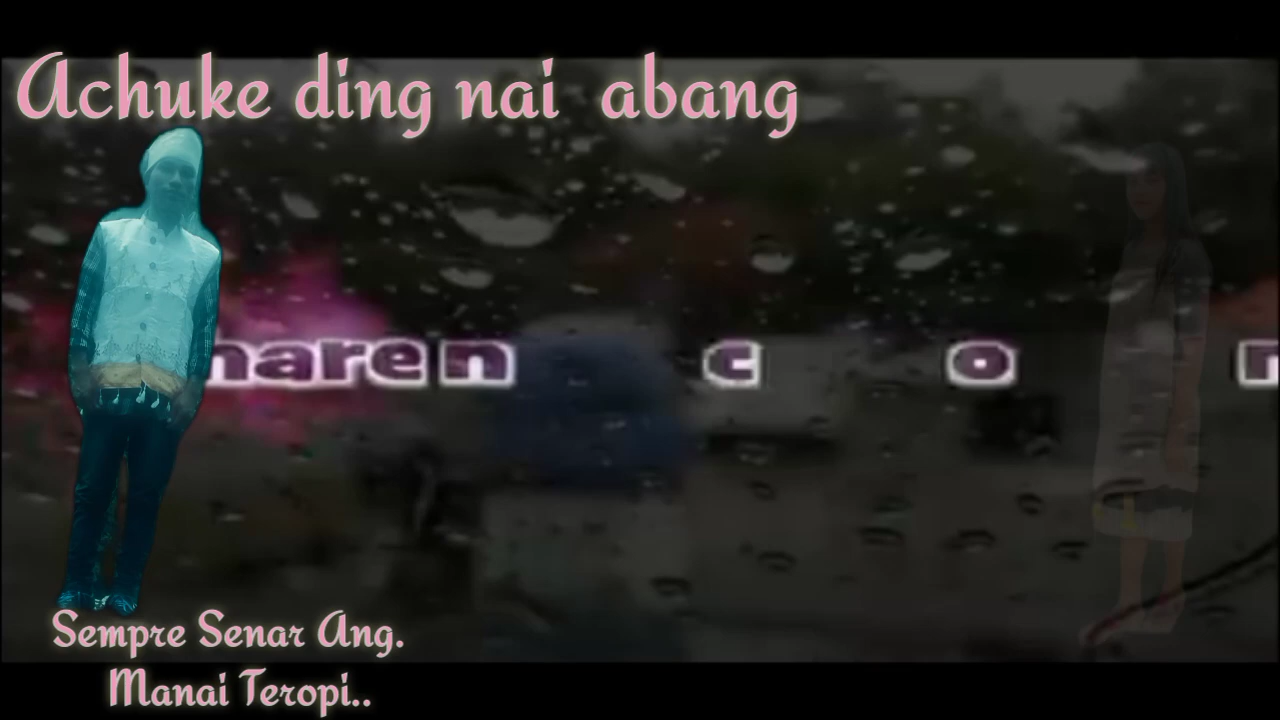 Achuke ding nai abang
naren c o n
Sempre Senar Ang.
Manai Teropi..